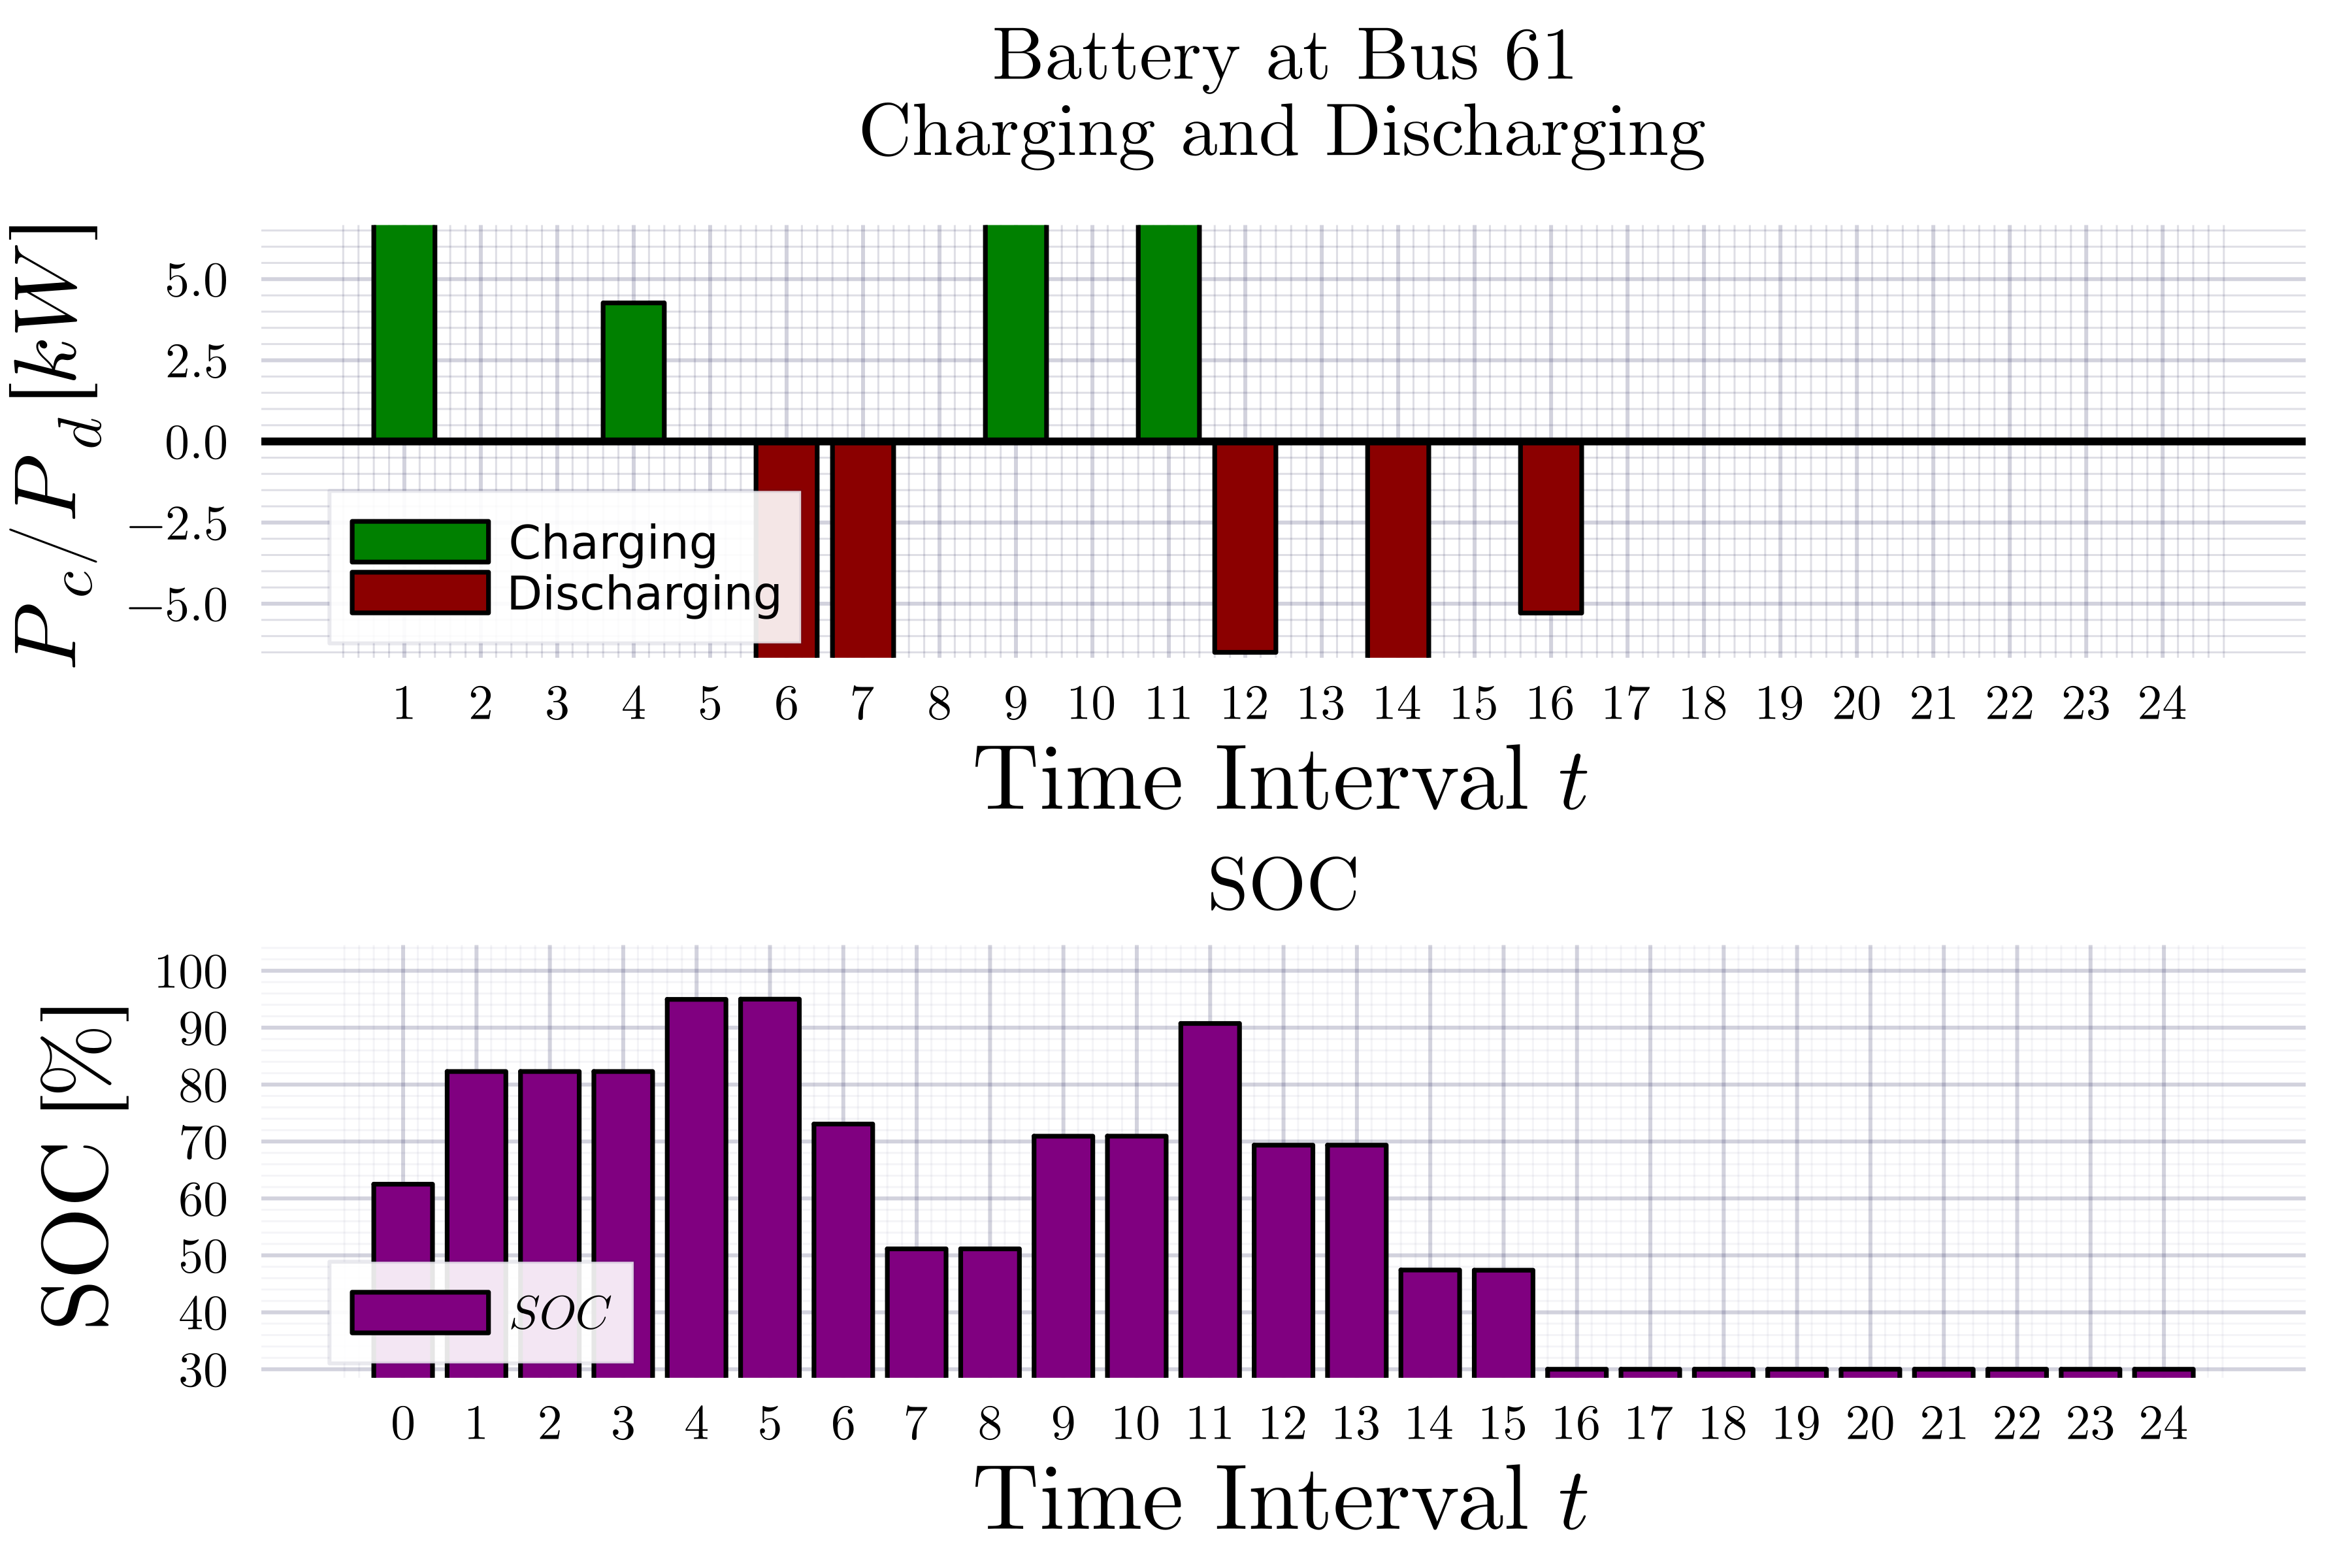 Battery at Bus 61
Charging and Discharging
P_c/P_d [kW]
5.0
2.5
0.0
−2.5
−5.0
Charging
Discharging
1 2 3 4 5 6 7 8 9 10 11 12 13 14 15 16 17 18 19 20 21 22 23 24
Time Interval t
SOC
SOC [%]
100
90
80
70
60
50
40
30
SOC
0 1 2 3 4 5 6 7 8 9 10 11 12 13 14 15 16 17 18 19 20 21 22 23 24
Time Interval t